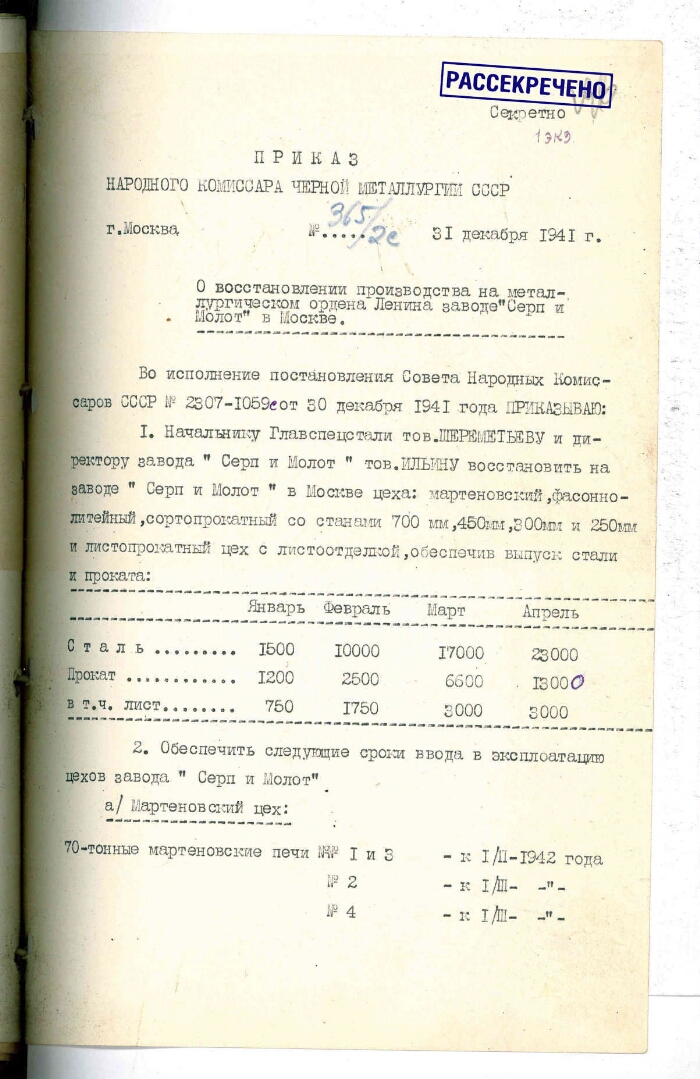 РАССЕКРЕЧЕНО
Секретно
1 экз
ПРИКАЗ
НАРОДНОГО КОМИССАРА ЧЕРНОЙ МЕТАЛЛУРГИИ СССР
г.Москва №..... 365/2с 31 декабря 1941 г.
О восстановлении производства на метал-
лургическом ордена Ленина заводе"Серп и
Молот" в Москве.
Во исполнение постановления Совета Народных Комис-
саров СССР № 2307-1059с от 30 декабря 1941 года ПРИКАЗЫВАЮ:
I. Начальнику Главспецстали тов.ШЕРЕМЕТЬЕВУ и ди-
ректору завода " Серп и Молот " тов.ИЛЬИНУ восстановить на
заводе " Серп и Молот " в Москве цеха: мартеновский,фасонно-
литейный,сортопрокатный со станами 700 мм,450мм,300мм и 250мм
и листопрокатный цех с листоотделкой,обеспечив выпуск стали
и проката:
Январь Февраль Март Апрель
Сталь ......... 1500 10000 17000 23000
Прокат ............ 1200 2500 6600 13000
в т.ч. лист........ 750 1750 3000 3000
2. Обеспечить следующие сроки ввода в эксплоатацию
цехов завода " Серп и Молот"
а/ Мартеновский цех:
70-тонные мартеновские печи №№ I и 3 - к I/II-1942 года
№ 2 - к I/III- -"-
№ 4 - к I/III- -"-